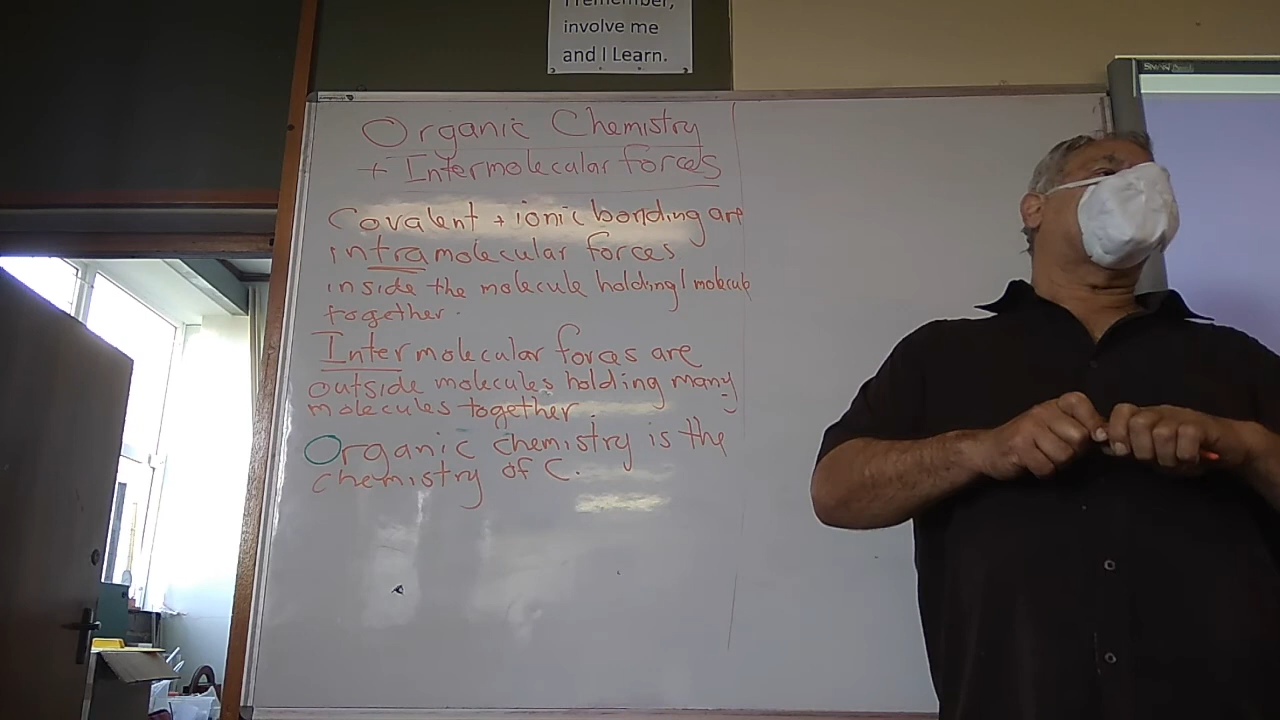 I remember,
involve me
and I Learn.
Organic Chemistry
+ Intermolecular forces
Covalent + ionic bonding are
intramolecular forces
inside the molecule holding 1 molecule
together.
Intermolecular forces are
outside molecules holding many
molecules together.
Organic chemistry is the
chemistry of C.